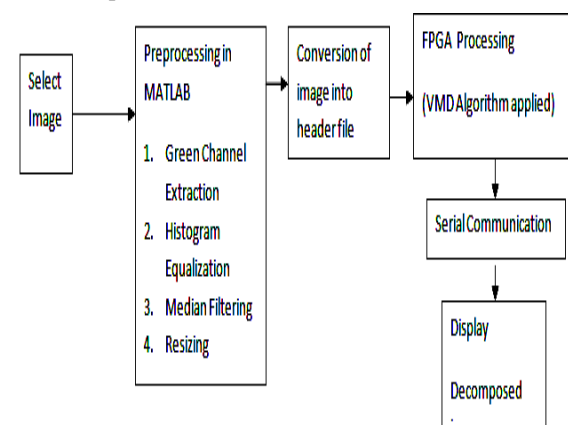 Select
Image
Preprocessing in
MATLAB
1. Green Channel
Extraction
2. Histogram
Equalization
3. Median Filtering
4. Resizing
Conversion of
image into
header file
FPGA Processing
(VMD Algorithm applied)
Serial Communication
Display
Decomposed